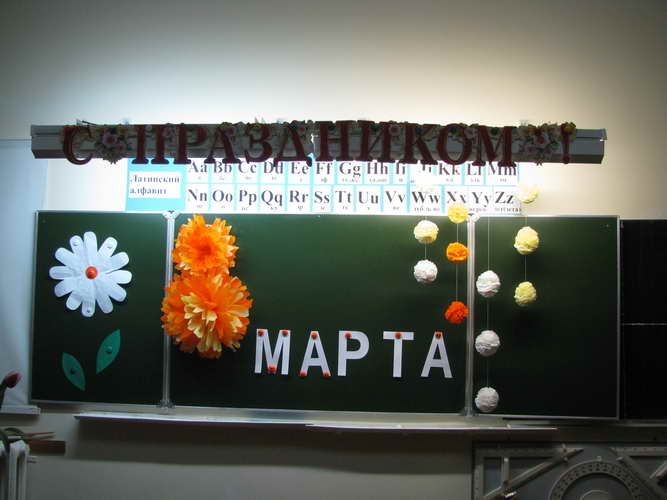 С ПРАЗДНИКОМ!
Латинский Aa Bb Cc Dd Ee Ff Gg Hh Ii Kk Ll Mm
алфавит Nn Oo Pp Qq Rr Ss Tt Uu Vv Ww Xx Yy Zz
МАРТА